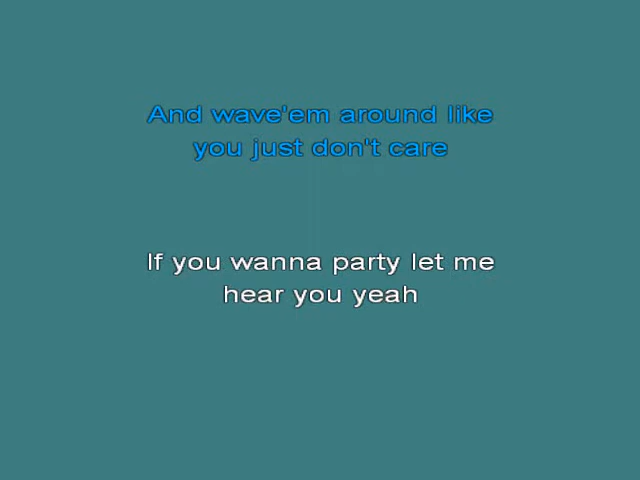 And wave'em around like
you just don't care
If you wanna party let me
hear you yeah